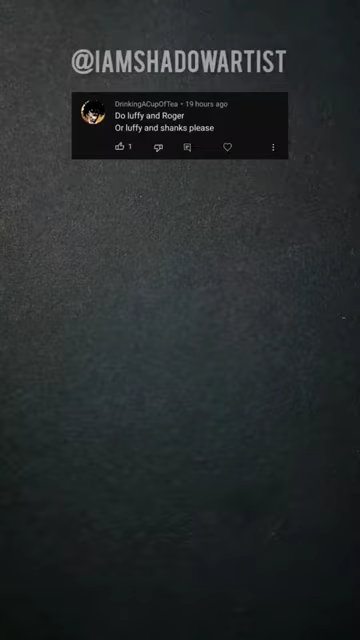 @IAMSHADOWARTIST
DrinkingACupOfTea • 19 hours ago
Do luffy and Roger
Or luffy and shanks please
1